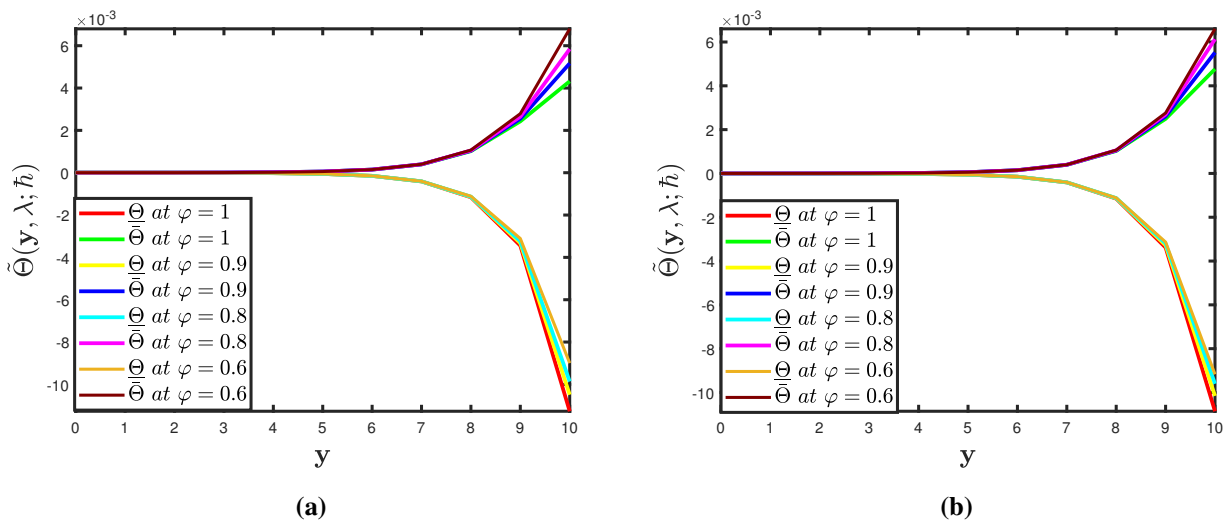 ×10⁻³
6
4
2
0
-2
-4
-6
-8
-10
Θ̃(y, λ; ħ)
Θ̲ at φ = 1
Θ̄ at φ = 1
Θ̲ at φ = 0.9
Θ̄ at φ = 0.9
Θ̲ at φ = 0.8
Θ̄ at φ = 0.8
Θ̲ at φ = 0.6
Θ̄ at φ = 0.6
0 1 2 3 4 5 6 7 8 9 10
y
(a)
×10⁻³
6
4
2
0
-2
-4
-6
-8
-10
Θ̃(y, λ; ħ)
Θ̲ at φ = 1
Θ̄ at φ = 1
Θ̲ at φ = 0.9
Θ̄ at φ = 0.9
Θ̲ at φ = 0.8
Θ̄ at φ = 0.8
Θ̲ at φ = 0.6
Θ̄ at φ = 0.6
0 1 2 3 4 5 6 7 8 9 10
y
(b)